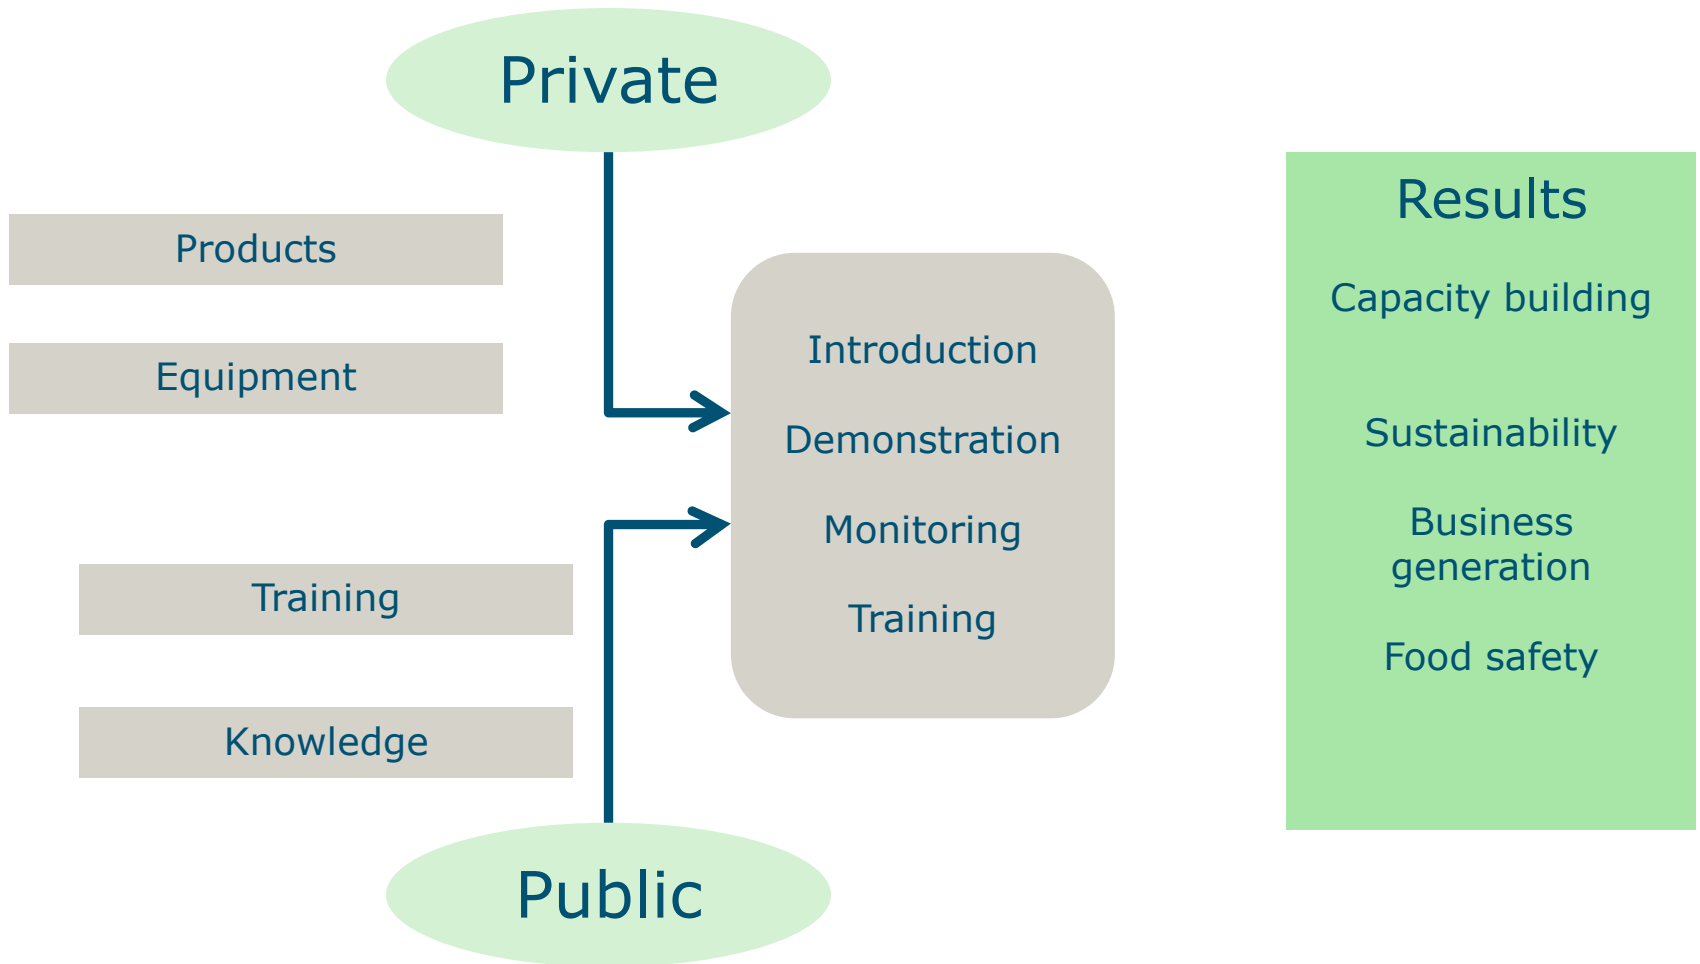 Private
Products
Equipment
Training
Knowledge
Public
Introduction
Demonstration
Monitoring
Training
Results
Capacity building
Sustainability
Business
generation
Food safety